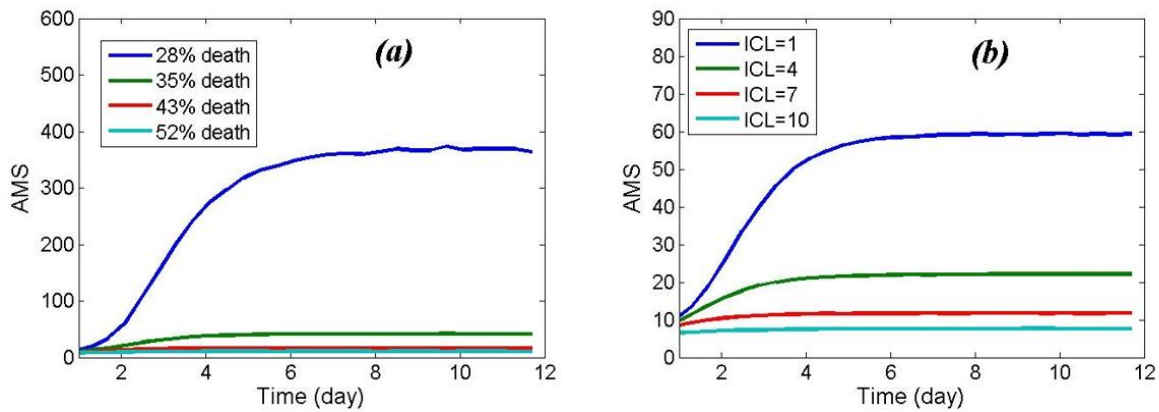 (a)
28% death
35% death
43% death
52% death
600
500
400
300
200
100
0
AMS
2
4
6
8
10
12
Time (day)
(b)
ICL=1
ICL=4
ICL=7
ICL=10
90
80
70
60
50
40
30
20
10
0
AMS
2
4
6
8
10
12
Time (day)